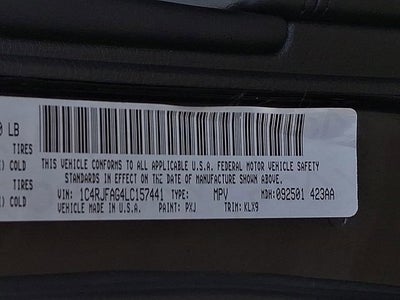 0 LB
TIRES
) COLD
TIRES
) COLD
THIS VEHICLE CONFORMS TO ALL APPLICABLE U.S.A. FEDERAL MOTOR VEHICLE SAFETY
STANDARDS IN EFFECT ON THE DATE OF MANUFACTURE SHOWN ABOVE.
VIN: 1C4RJFAG4LC157441 TYPE: MPV MDH:092501 423AA
VEHICLE MADE IN U.S.A. PAINT: PXJ TRIM: KLX9